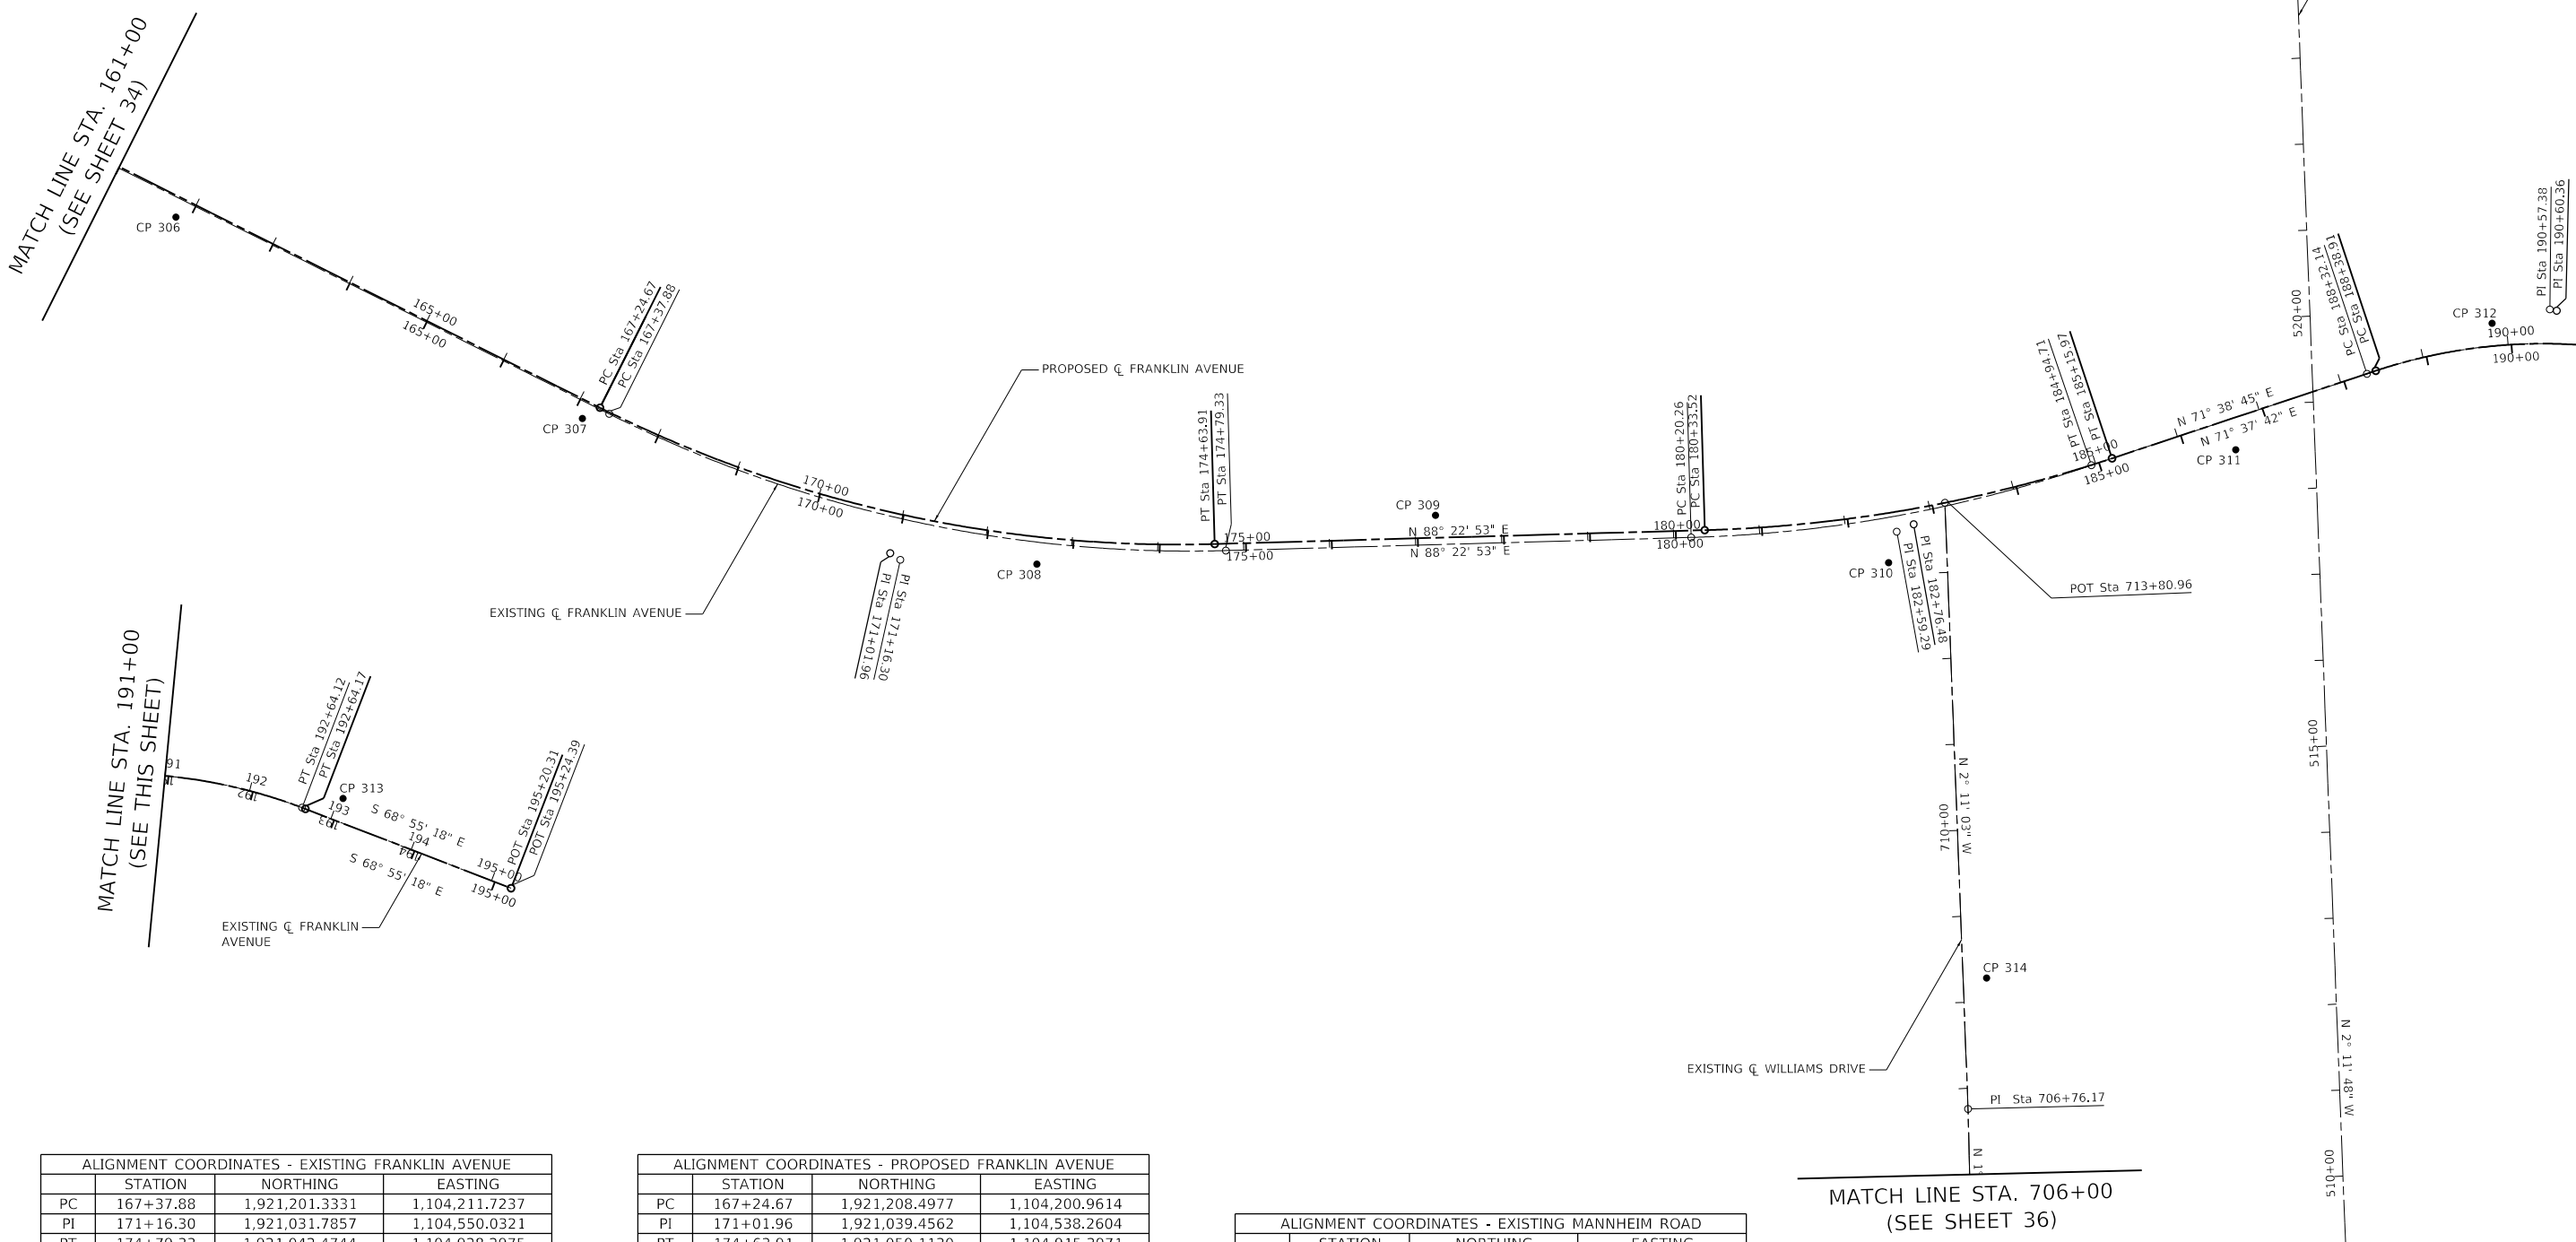 MATCH LINE STA. 161+00
(SEE SHEET 34)
CP 306
165+00
165+00
PC Sta 167+24.67
PC Sta 167+37.88
CP 307
170+00
170+00
EXISTING ℄ FRANKLIN AVENUE
PROPOSED ℄ FRANKLIN AVENUE
PI Sta 171+01.96
PI Sta 171+16.30
CP 308
PT Sta 174+63.91
PT Sta 174+79.33
175+00
175+00
CP 309
N 88° 22' 53" E
N 88° 22' 53" E
180+00
180+00
PC Sta 180+20.26
PC Sta 180+33.52
CP 310
PI Sta 182+59.29
PI Sta 182+76.48
POT Sta 713+80.96
PT Sta 184+94.71
PT Sta 185+15.97
185+00
185+00
N 71° 38' 45" E
N 71° 37' 42" E
CP 311
PC Sta 188+32.14
PC Sta 188+38.91
520+00
CP 312
190+00
190+00
PI Sta 190+57.38
PI Sta 190+60.36
515+00
N 2° 11' 48" W
510+00
N 2° 11' 03" W
710+00
CP 314
EXISTING ℄ WILLIAMS DRIVE
PI Sta 706+76.17
N 1°
MATCH LINE STA. 706+00
(SEE SHEET 36)
MATCH LINE STA. 191+00
(SEE THIS SHEET)
91
192
192
PT Sta 192+64.12
PT Sta 192+64.17
CP 313
193
193
S 68° 55' 18" E
194
194
S 68° 55' 18" E
195+00
195+00
POT Sta 195+20.31
POT Sta 195+24.39
EXISTING ℄ FRANKLIN
AVENUE
ALIGNMENT COORDINATES - EXISTING FRANKLIN AVENUE
STATION NORTHING EASTING
PC 167+37.88 1,921,201.3331 1,104,211.7237
PI 171+16.30 1,921,031.7857 1,104,550.0321
ALIGNMENT COORDINATES - PROPOSED FRANKLIN AVENUE
STATION NORTHING EASTING
PC 167+24.67 1,921,208.4977 1,104,200.9614
PI 171+01.96 1,921,039.4562 1,104,538.2604
ALIGNMENT COORDINATES - EXISTING MANNHEIM ROAD
STATION NORTHING EASTING